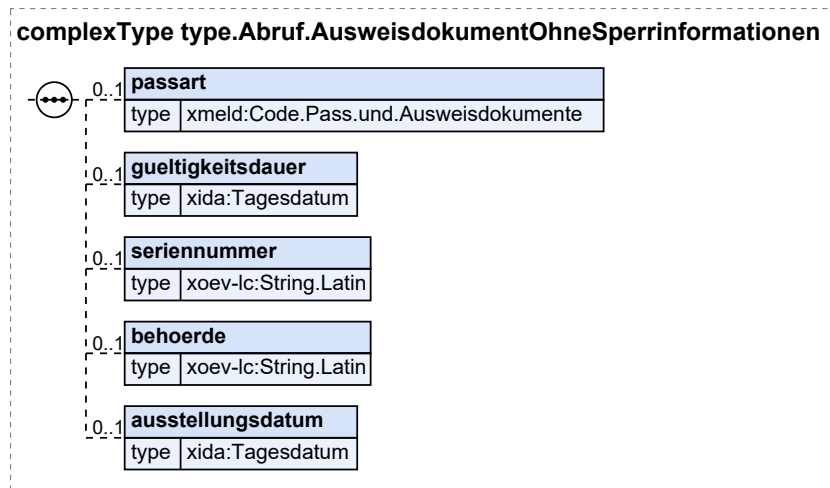 complexType type.Abruf.AusweisdokumentOhneSperrinformationen
0..1 passart
type xmeld:Code.Pass.und.Ausweisdokumente
0..1 gueltigkeitsdauer
type xida:Tagesdatum
0..1 seriennummer
type xoev-lc:String.Latin
0..1 behoerde
type xoev-lc:String.Latin
0..1 ausstellungsdatum
type xida:Tagesdatum